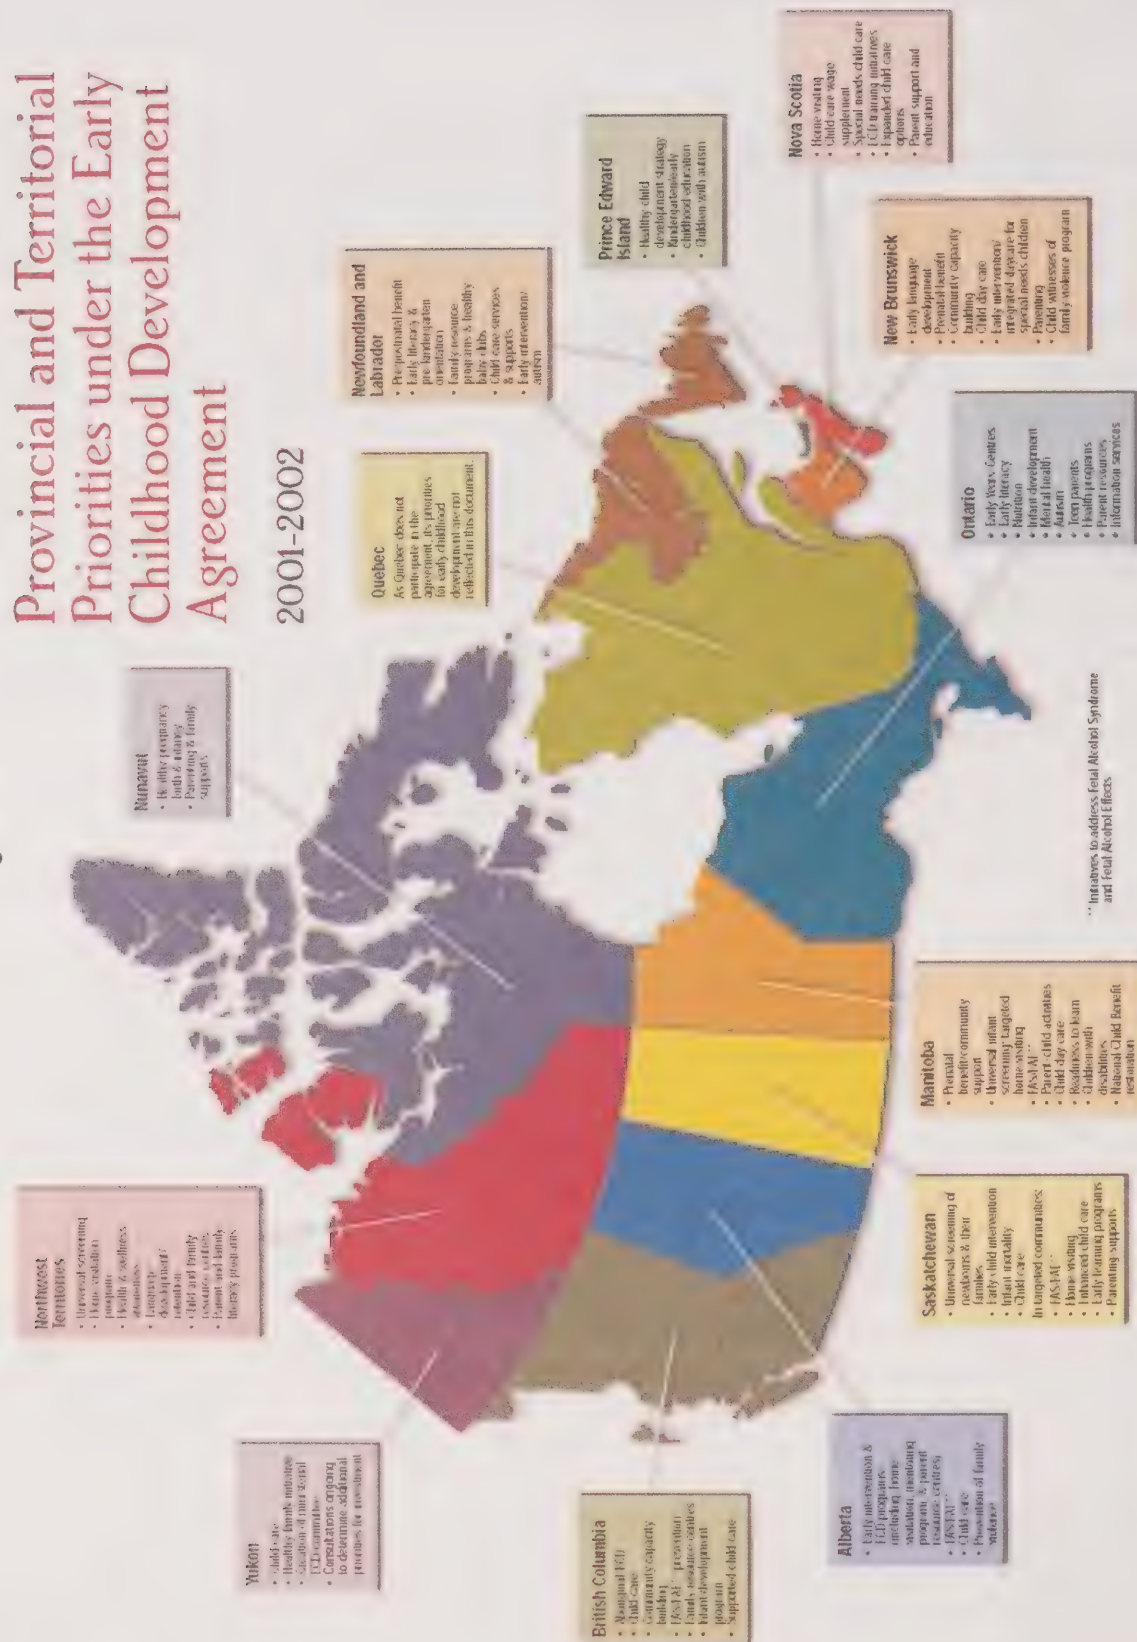 Provincial and Territorial
Priorities under the Early
Childhood Development
Agreement
2001-2002
Yukon
• Child care
• Healthy family initiative
• Creation of ministerial
ECD committee
• Consultations ongoing
to determine additional
priorities for investment
Northwest
Territories
• Universal screening
• Home visitation
program
• Health & wellness
awareness
• Language
development/
retention
• Child and family
resource centres
• Parent and family
literacy programs
Nunavut
• Healthy pregnancy
birth & infancy
• Parenting & family
supports
Quebec
As Quebec does not
participate in the
agreement, its priorities
for early childhood
development are not
reflected in this document.
Newfoundland and
Labrador
• Pre/postnatal benefit
• Early literacy &
pre-kindergarten
orientation
• Family resource
programs & healthy
baby clubs
• Child care services
& supports
• Early intervention/
autism
Prince Edward
Island
• Healthy child
development strategy
• Kindergarten/early
childhood education
• Children with autism
Nova Scotia
• Home visiting
• Child care wage
supplement
• Special needs child care
• ECD training initiatives
• Expanded child care
options
• Parent support and
education
New Brunswick
• Early language
development
• Prenatal benefit
• Community capacity
building
• Child day care
• Early intervention/
integrated daycare for
special needs children
• Parenting
• Child witnesses of
family violence program
Ontario
• Early Years Centres
• Early literacy
• Nutrition
• Infant development
• Mental health
• Autism
• Teen parents
• Health programs
• Parent resources
• Information services
Manitoba
• Prenatal
benefit/community
support
• Universal infant
screening/targeted
home visiting
• FAS/FAE**
• Parent-child activities
• Child day care
• Readiness to learn
• Children with
disabilities
• National Child Benefit
restoration
Saskatchewan
• Universal screening of
newborns & their
families
• Early child intervention
• Infant mortality
• Child care
In targeted communities:
• FAS/FAE**
• Home visiting
• Enhanced child care
• Early learning programs
• Parenting supports
Alberta
• Early intervention &
ECD programs
(including home
visitation, mentoring
program & parent
resource centres)
• FAS/FAE**
• Child care
• Prevention of family
violence
British Columbia
• Aboriginal ECD
• Child care
• Community capacity
building
• FAS/FAE** prevention
• Family resource centres
• Infant development
program
• Supported child care
** Initiatives to address Fetal Alcohol Syndrome
and Fetal Alcohol Effects